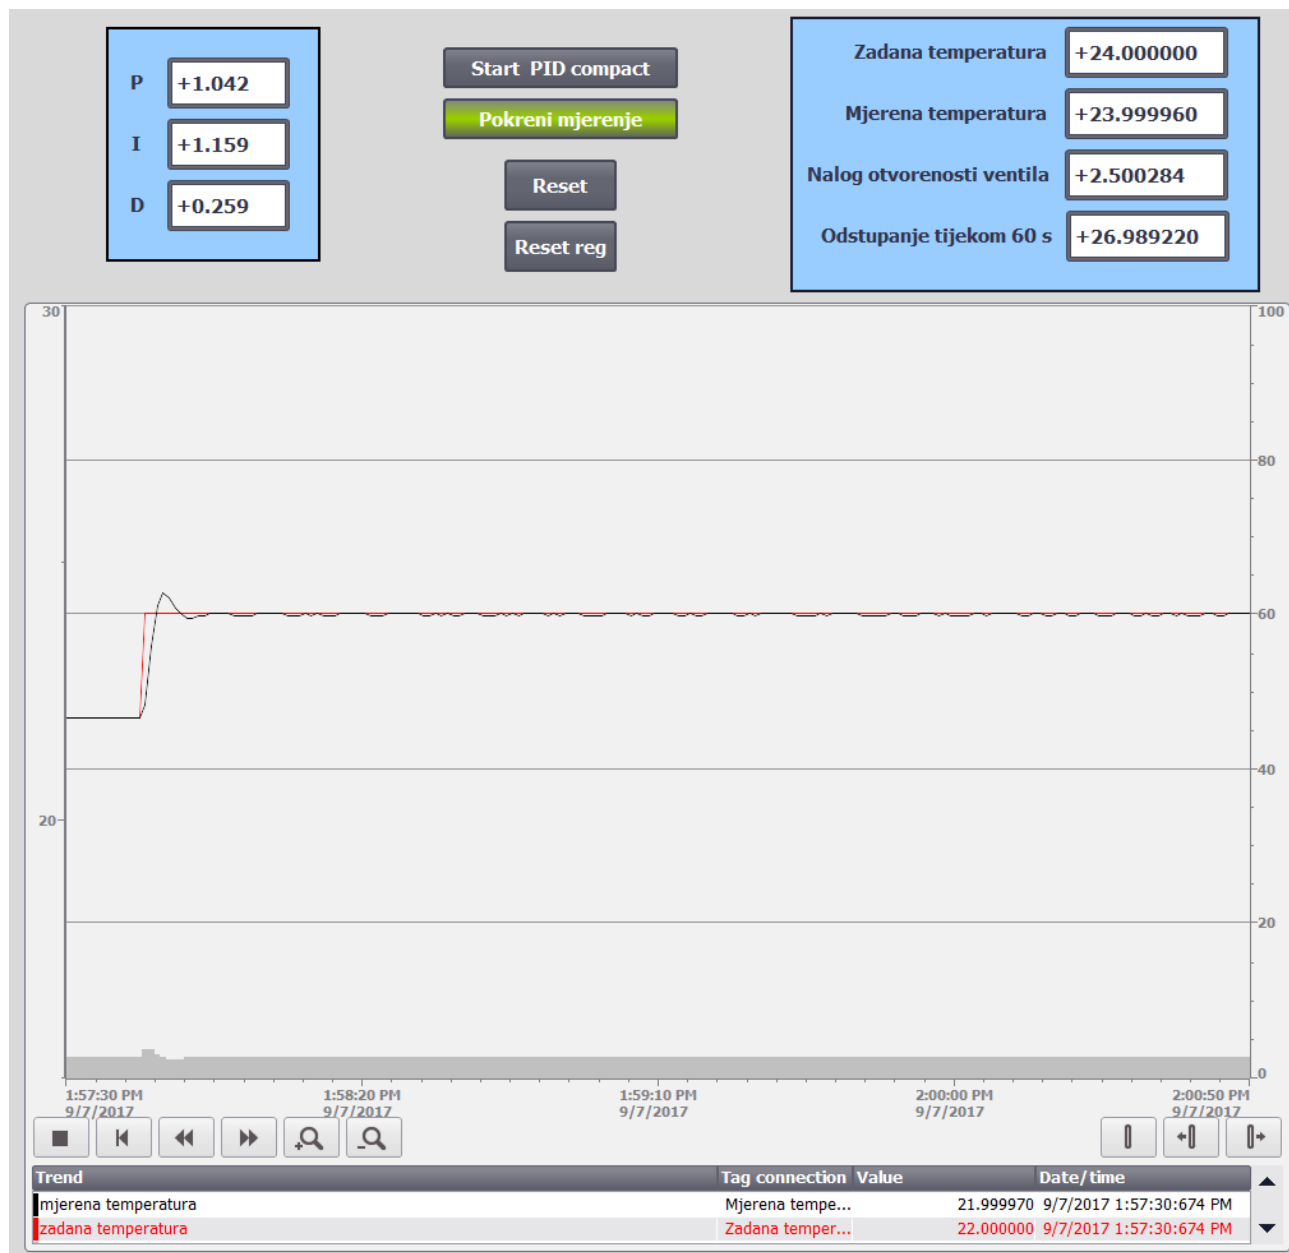 P +1.042
I +1.159
D +0.259
Start PID compact
Pokreni mjerenje
Reset
Reset reg
Zadana temperatura +24.000000
Mjerena temperatura +23.999960
Nalog otvorenosti ventila +2.500284
Odstupanje tijekom 60 s +26.989220
30
20
100
80
60
40
20
0
1:57:30 PM 1:58:20 PM 1:59:10 PM 2:00:00 PM 2:00:50 PM
9/7/2017 9/7/2017 9/7/2017 9/7/2017 9/7/2017
Trend Tag connection Value Date/time
mjerena temperatura Mjerena tempe... 21.999970 9/7/2017 1:57:30:674 PM
zadana temperatura Zadana temper... 22.000000 9/7/2017 1:57:30:674 PM